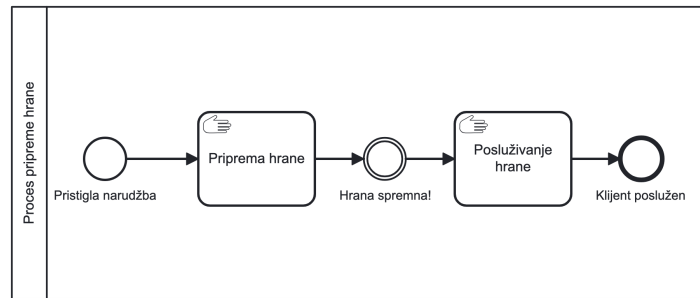 Proces pripreme hrane
Pristigla narudžba
Priprema hrane
Hrana spremna!
Posluživanje
hrane
Klijent poslužen